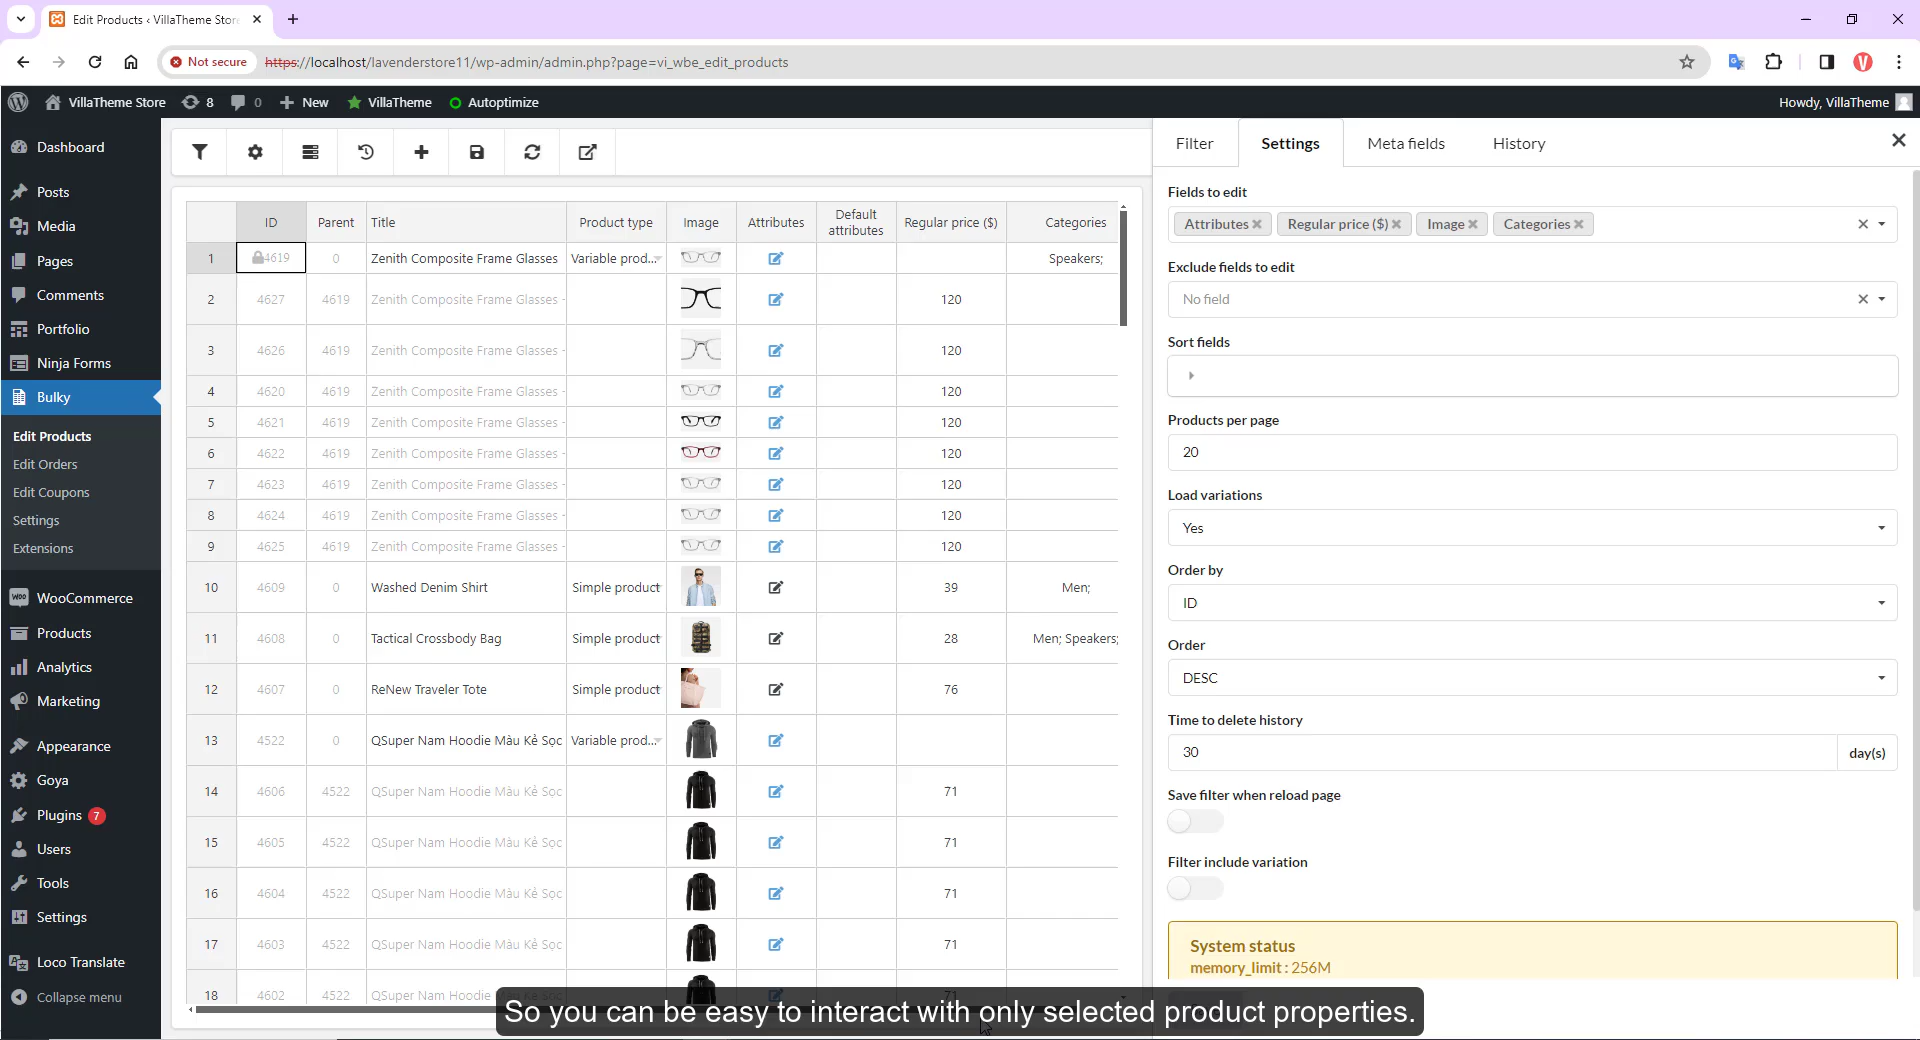 Edit Products ‹ VillaTheme Store
Not secure
https://localhost/lavenderstore11/wp-admin/admin.php?page=vi_wbe_edit_products
VillaTheme Store
8
0
New
VillaTheme
Autoptimize
Howdy, VillaTheme
Dashboard
Posts
Media
Pages
Comments
Portfolio
Ninja Forms
Bulky
Edit Products
Edit Orders
Edit Coupons
Settings
Extensions
WooCommerce
Products
Analytics
Marketing
Appearance
Goya
Plugins 7
Users
Tools
Settings
Loco Translate
Collapse menu
ID Parent Title Product type Image Attributes Default attributes Regular price ($) Categories
1 4619 0 Zenith Composite Frame Glasses Variable prod... Speakers;
2 4627 4619 Zenith Composite Frame Glasses - 120
3 4626 4619 Zenith Composite Frame Glasses - 120
4 4620 4619 Zenith Composite Frame Glasses - 120
5 4621 4619 Zenith Composite Frame Glasses - 120
6 4622 4619 Zenith Composite Frame Glasses - 120
7 4623 4619 Zenith Composite Frame Glasses - 120
8 4624 4619 Zenith Composite Frame Glasses - 120
9 4625 4619 Zenith Composite Frame Glasses - 120
10 4609 0 Washed Denim Shirt Simple product 39 Men;
11 4608 0 Tactical Crossbody Bag Simple product 28 Men; Speakers;
12 4607 0 ReNew Traveler Tote Simple product 76
13 4522 0 QSuper Nam Hoodie Màu Kẻ Sọc Variable prod...
14 4606 4522 QSuper Nam Hoodie Màu Kẻ Sọc 71
15 4605 4522 QSuper Nam Hoodie Màu Kẻ Sọc 71
16 4604 4522 QSuper Nam Hoodie Màu Kẻ Sọc 71
17 4603 4522 QSuper Nam Hoodie Màu Kẻ Sọc 71
18 4602 4522 QSuper Nam 71
Filter Settings Meta fields History
Fields to edit
Attributes Regular price ($) Image Categories
Exclude fields to edit
No field
Sort fields
Products per page
20
Load variations
Yes
Order by
ID
Order
DESC
Time to delete history
30 day(s)
Save filter when reload page
Filter include variation
System status
memory_limit : 256M
So you can be easy to interact with only selected product properties.